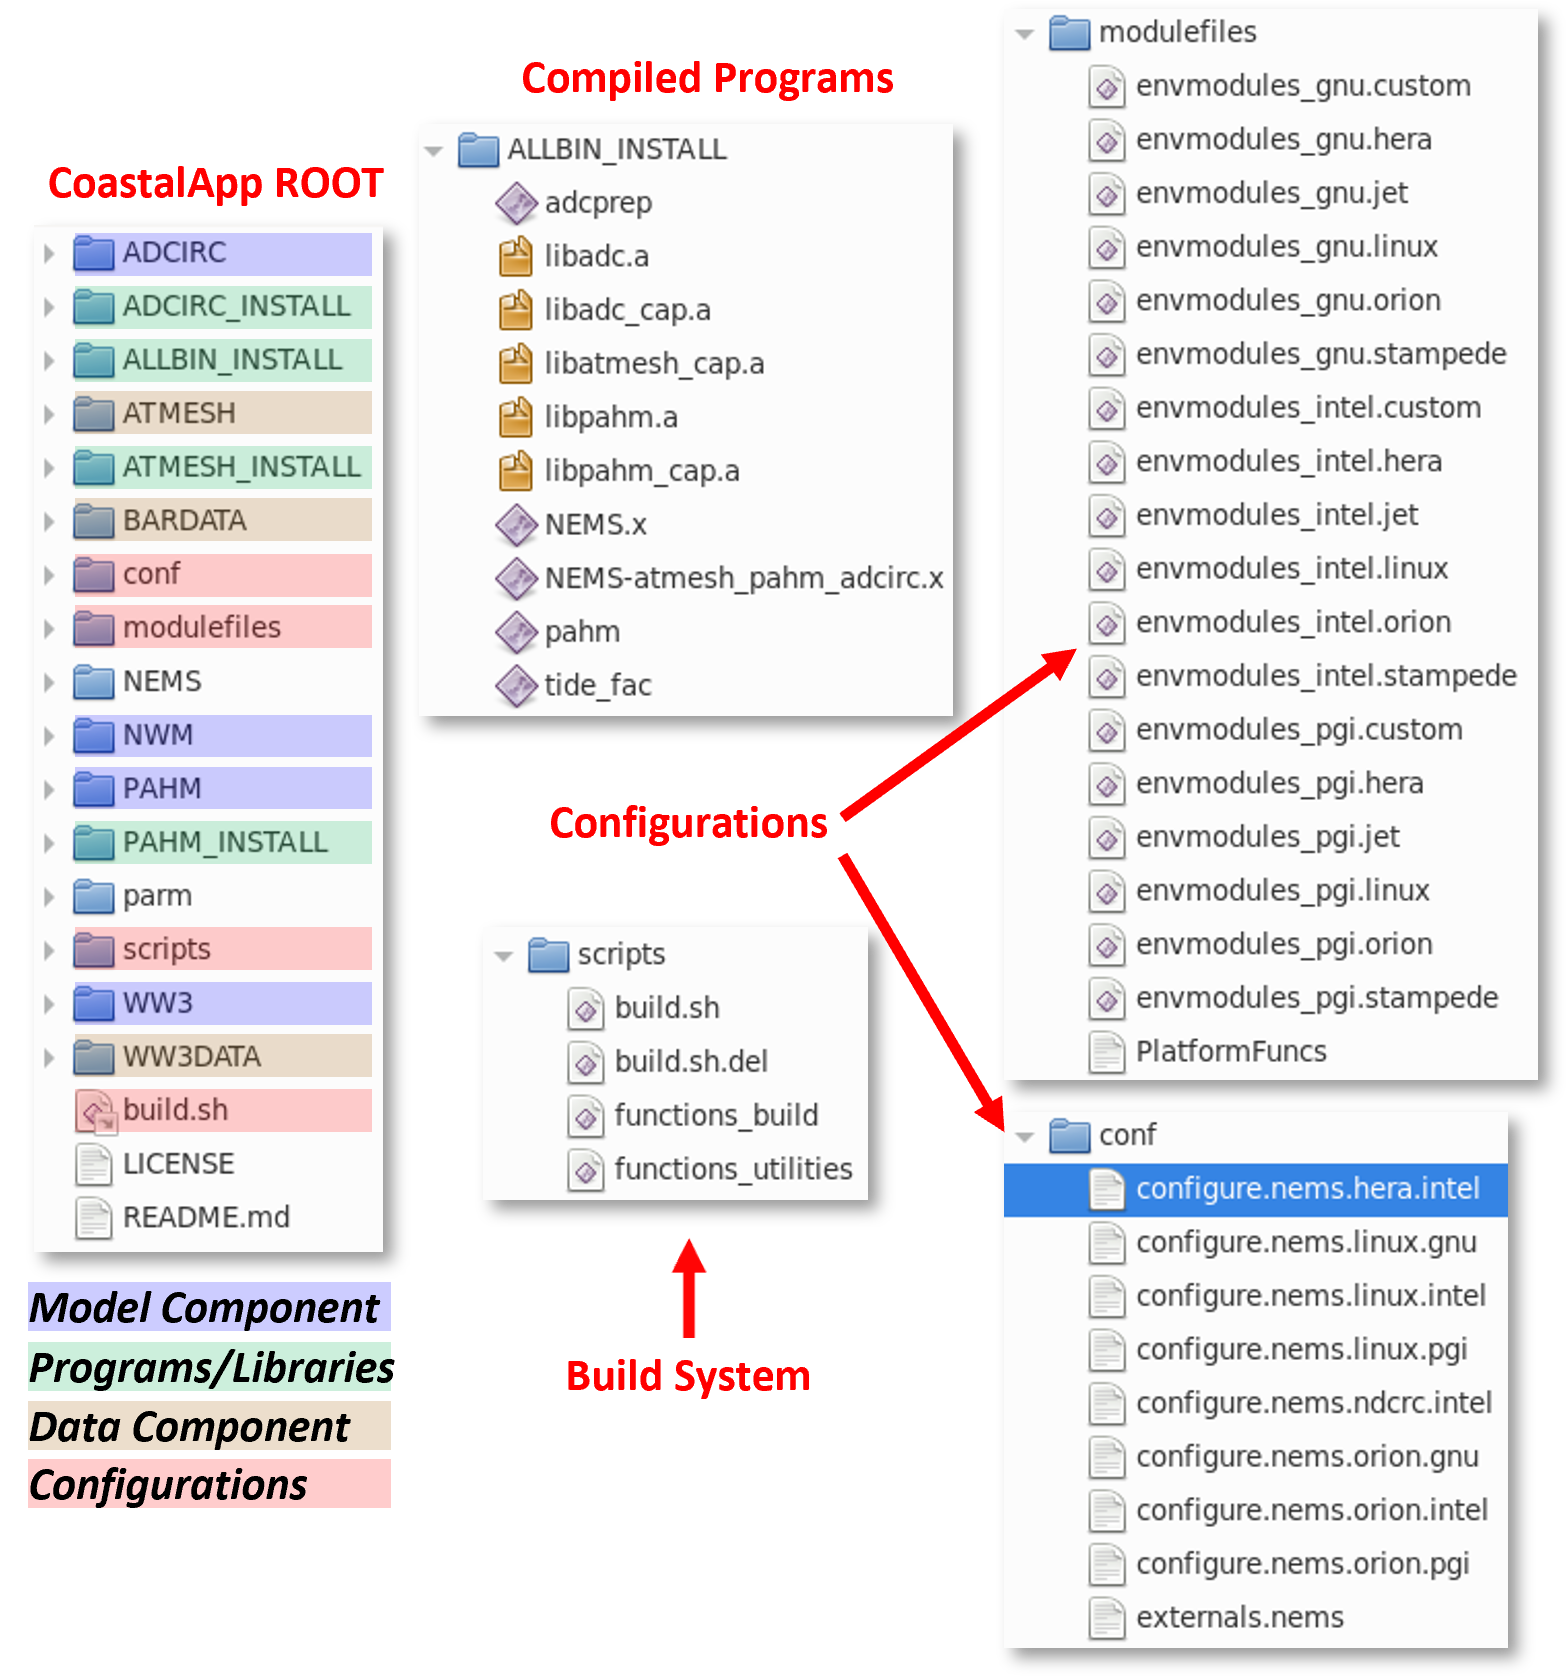 CoastalApp ROOT
ADCIRC
ADCIRC_INSTALL
ALLBIN_INSTALL
ATMESH
ATMESH_INSTALL
BARDATA
conf
modulefiles
NEMS
NWM
PAHM
PAHM_INSTALL
parm
scripts
WW3
WW3DATA
build.sh
LICENSE
README.md
Model Component
Programs/Libraries
Data Component
Configurations
Compiled Programs
ALLBIN_INSTALL
adcprep
libadc.a
libadc_cap.a
libatmesh_cap.a
libpahm.a
libpahm_cap.a
NEMS.x
NEMS-atmesh_pahm_adcirc.x
pahm
tide_fac
Configurations
scripts
build.sh
build.sh.del
functions_build
functions_utilities
Build System
modulefiles
envmodules_gnu.custom
envmodules_gnu.hera
envmodules_gnu.jet
envmodules_gnu.linux
envmodules_gnu.orion
envmodules_gnu.stampede
envmodules_intel.custom
envmodules_intel.hera
envmodules_intel.jet
envmodules_intel.linux
envmodules_intel.orion
envmodules_intel.stampede
envmodules_pgi.custom
envmodules_pgi.hera
envmodules_pgi.jet
envmodules_pgi.linux
envmodules_pgi.orion
envmodules_pgi.stampede
PlatformFuncs
conf
configure.nems.hera.intel
configure.nems.linux.gnu
configure.nems.linux.intel
configure.nems.linux.pgi
configure.nems.ndcrc.intel
configure.nems.orion.gnu
configure.nems.orion.intel
configure.nems.orion.pgi
externals.nems